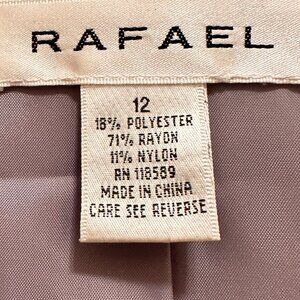 RAFAEL
12
18% POLYESTER
71% RAYON
11% NYLON
RN 118589
MADE IN CHINA
CARE SEE REVERSE